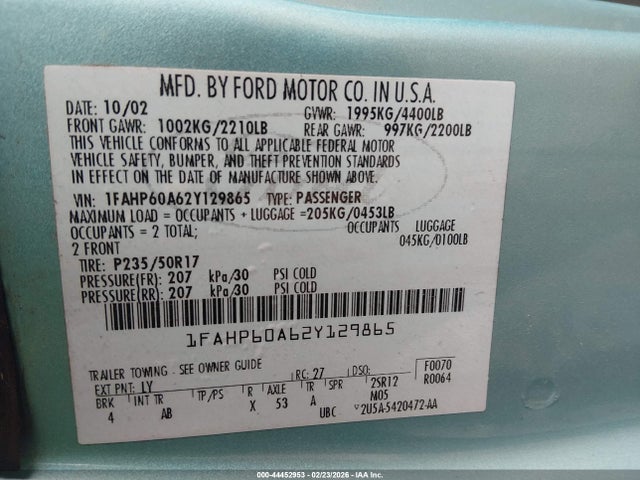 MFD. BY FORD MOTOR CO. IN U.S.A.
DATE: 10/02 GVWR: 1995KG/4400LB
FRONT GAWR: 1002KG/2210LB REAR GAWR: 997KG/2200LB
THIS VEHICLE CONFORMS TO ALL APPLICABLE FEDERAL MOTOR
VEHICLE SAFETY, BUMPER, AND THEFT PREVENTION STANDARDS
IN EFFECT ON THE DATE OF MANUFACTURE SHOWN ABOVE.
VIN: 1FAHP60A62Y129865 TYPE: PASSENGER
MAXIMUM LOAD = OCCUPANTS + LUGGAGE =205KG/0453LB
OCCUPANTS = 2 TOTAL; LUGGAGE
2 FRONT 045KG/0100LB
TIRE: P235/50R17
PRESSURE(FR): 207 kPa/30 PSI COLD
PRESSURE(RR): 207 kPa/30 PSI COLD
1FAHP60A62Y129865
TRAILER TOWING - SEE OWNER GUIDE
EXT PNT: LY RC: 27 DSO: F0070
BRK INT TR TP/PS R AXLE TR SPR 2SR12 R0064
4 AB X 53 A M05
UBC 2U5A-5420472-AA
000-44452953 - 02/23/2026 - IAAHOLDINGS, LLC